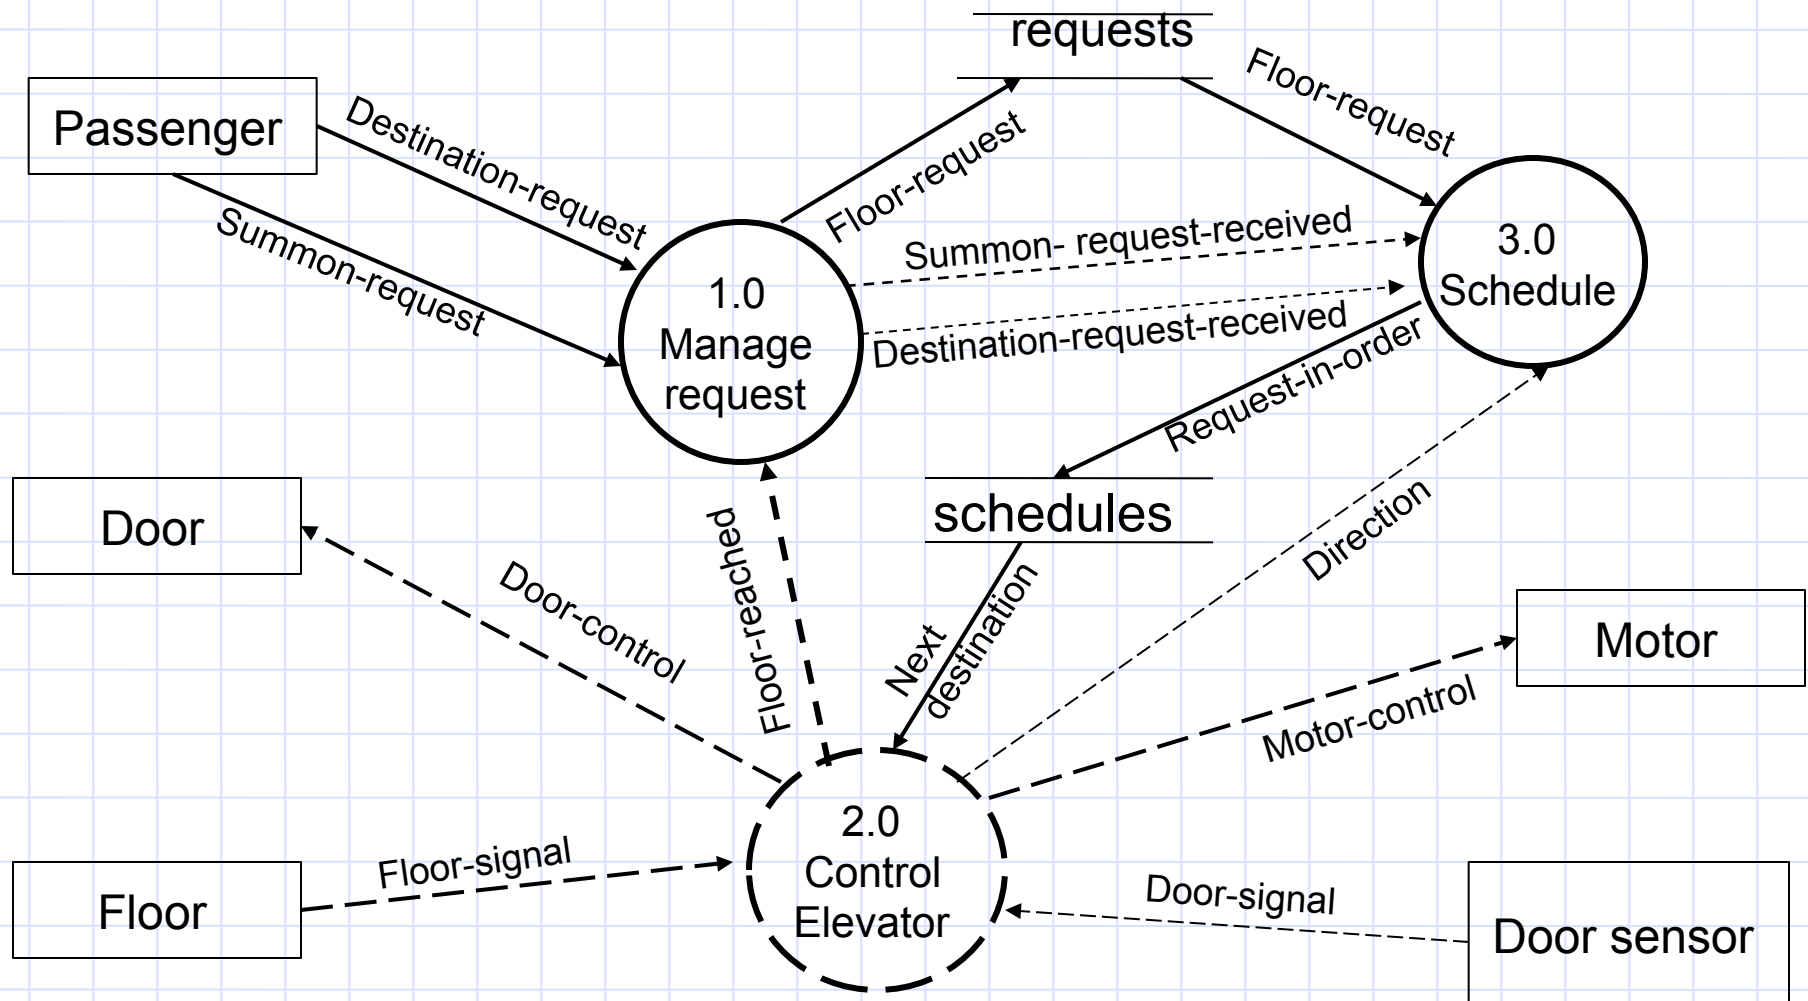 requests
Passenger
Destination-request
Summon-request
Floor-request
Floor-request
Summon- request-received
Destination-request-received
1.0
Manage
request
3.0
Schedule
Request-in-order
Door
Door-control
Floor-reached
schedules
Next
destination
Direction
Motor
Motor-control
2.0
Control
Elevator
Floor
Floor-signal
Door-signal
Door sensor